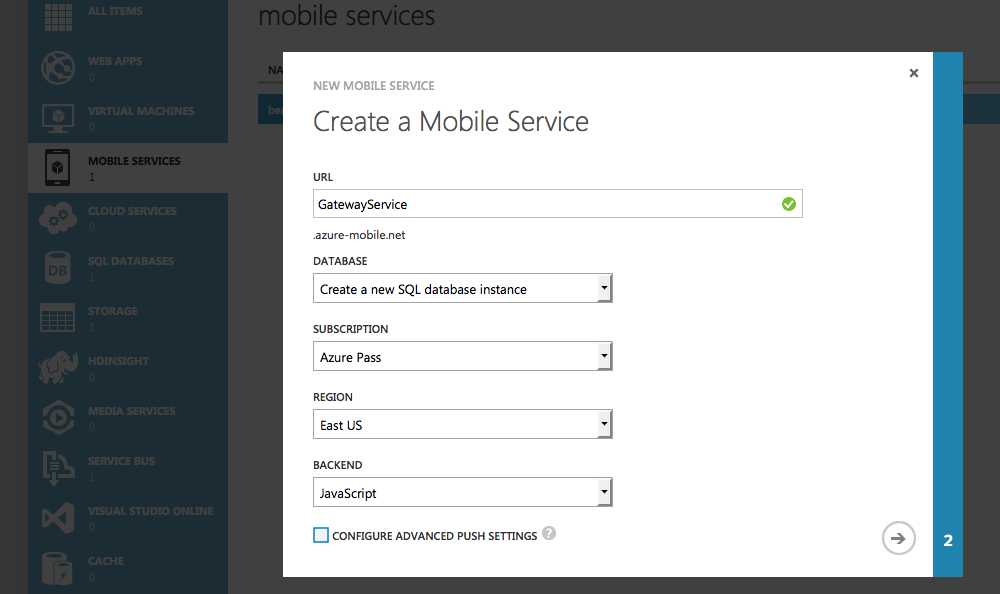 mobile services
ALL ITEMS
WEB APPS
0
VIRTUAL MACHINES
0
MOBILE SERVICES
1
CLOUD SERVICES
0
DB
SQL DATABASES
1
STORAGE
1
HDINSIGHT
0
MEDIA SERVICES
0
SERVICE BUS
1
VISUAL STUDIO ONLINE
0
CACHE
0
NEW MOBILE SERVICE
Create a Mobile Service
URL
GatewayService
.azure-mobile.net
DATABASE
Create a new SQL database instance
SUBSCRIPTION
Azure Pass
REGION
East US
BACKEND
JavaScript
CONFIGURE ADVANCED PUSH SETTINGS ?
2